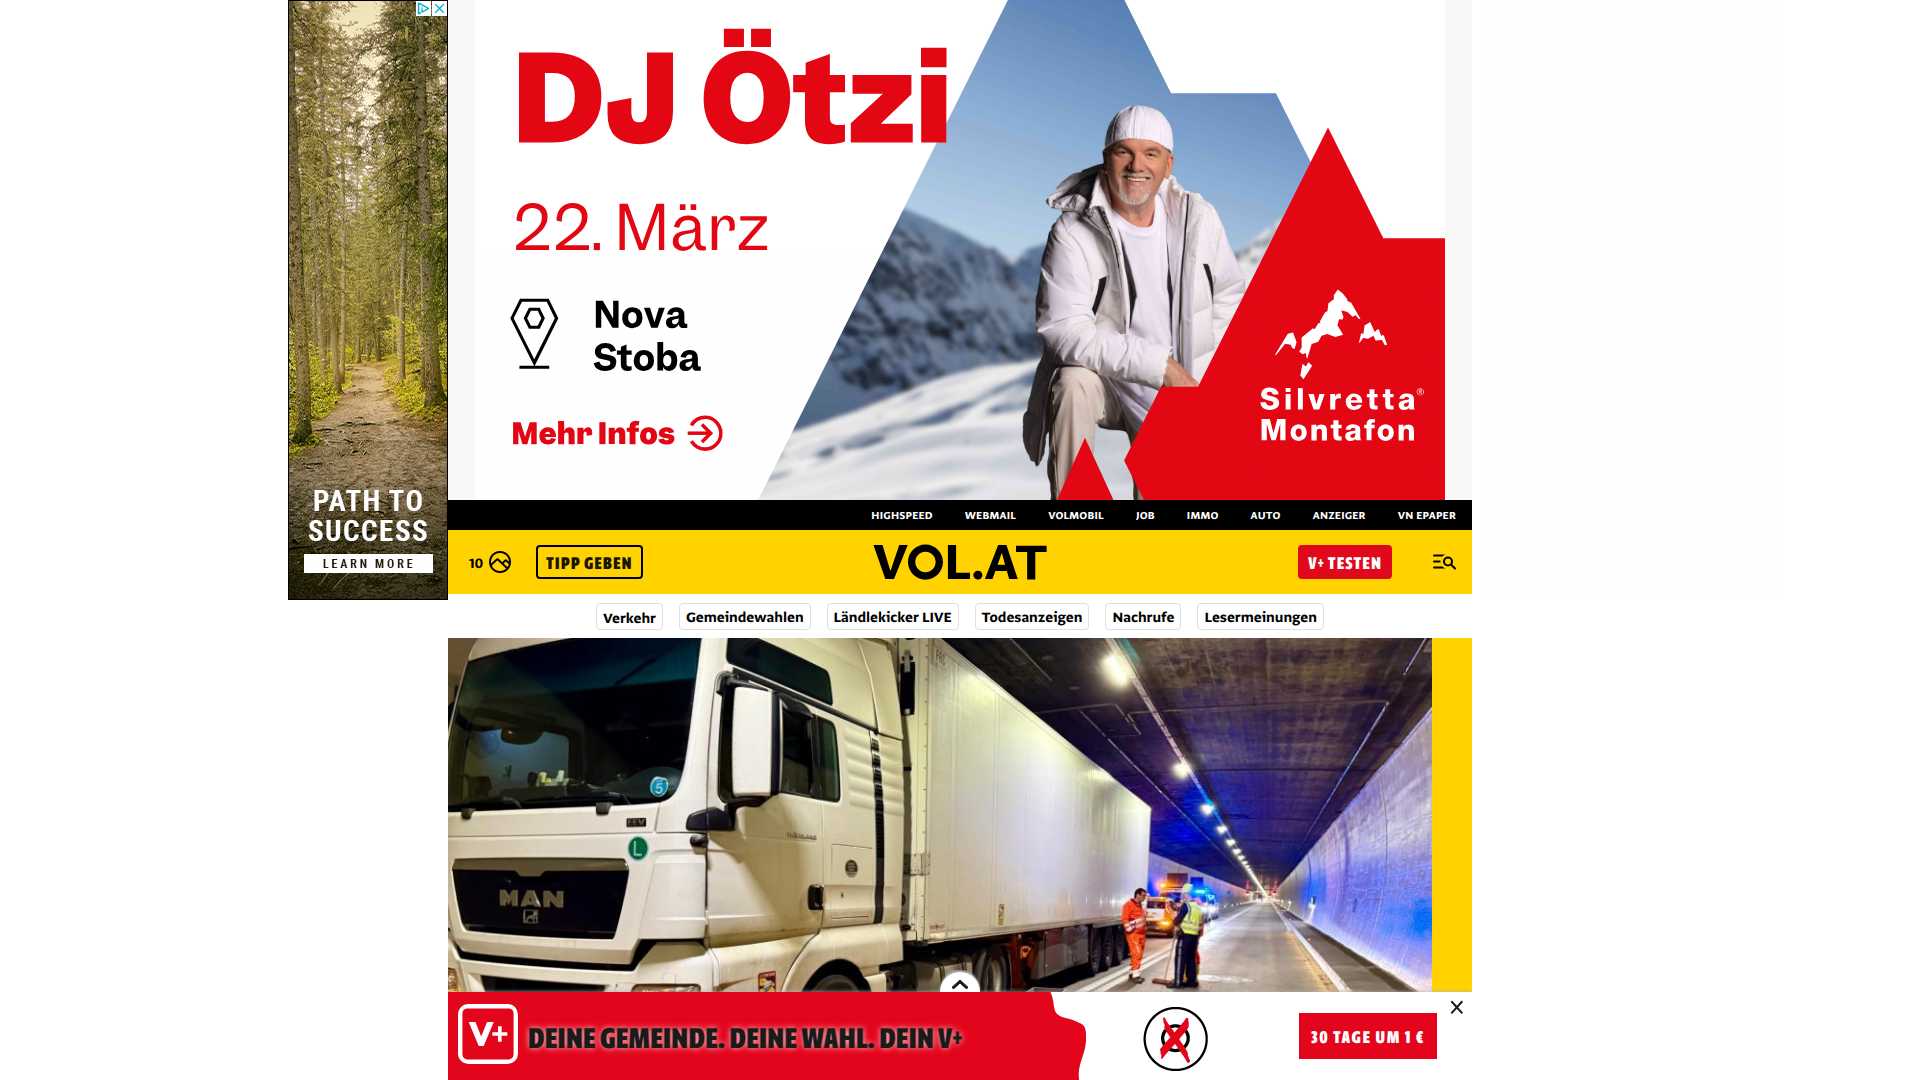 DJ Ötzi
22. März
Nova
Stoba
Mehr Infos
Silvretta®
Montafon
PATH TO
SUCCESS
LEARN MORE
HIGHSPEED WEBMAIL VOLMOBIL JOB IMMO AUTO ANZEIGER VN EPAPER
10 TIPP GEBEN VOL.AT V+ TESTEN
Verkehr Gemeindewahlen Ländlekicker LIVE Todesanzeigen Nachrufe Lesermeinungen
5
L
MAN
V+ DEINE GEMEINDE. DEINE WAHL. DEIN V+ 30 TAGE UM 1 €